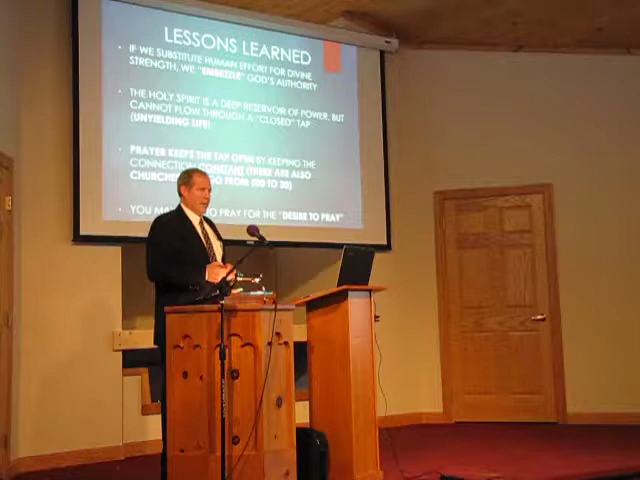 LESSONS LEARNED
• IF WE SUBSTITUTE HUMAN EFFORT FOR DIVINE
STRENGTH, WE "EMBEZZLE" GOD'S AUTHORITY
• THE HOLY SPIRIT IS A DEEP RESERVOIR OF POWER, BUT
CANNOT FLOW THROUGH A "CLOSED" TAP
(UNYIELDING LIFE)
• PRAYER KEEPS THE TAP OPEN BY KEEPING THE
CONNECTION CONSTANT (THERE ARE ALSO
GO FROM 500 TO 30)
• YOU TO PRAY FOR THE "DESIRE TO PRAY"